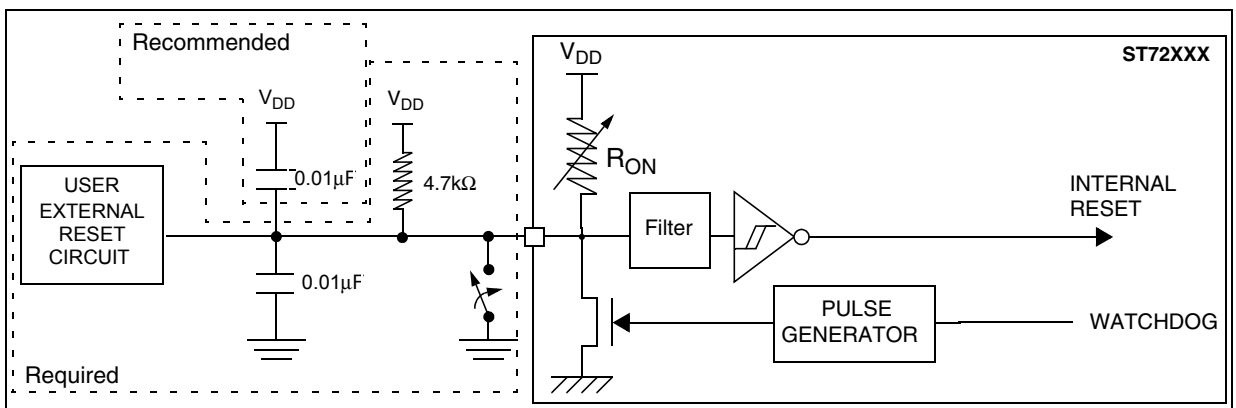 Recommended
VDD
0.01µF
VDD
4.7kΩ
USER
EXTERNAL
RESET
CIRCUIT
0.01µF
Required
ST72XXX
VDD
RON
Filter
INTERNAL
RESET
PULSE
GENERATOR
WATCHDOG